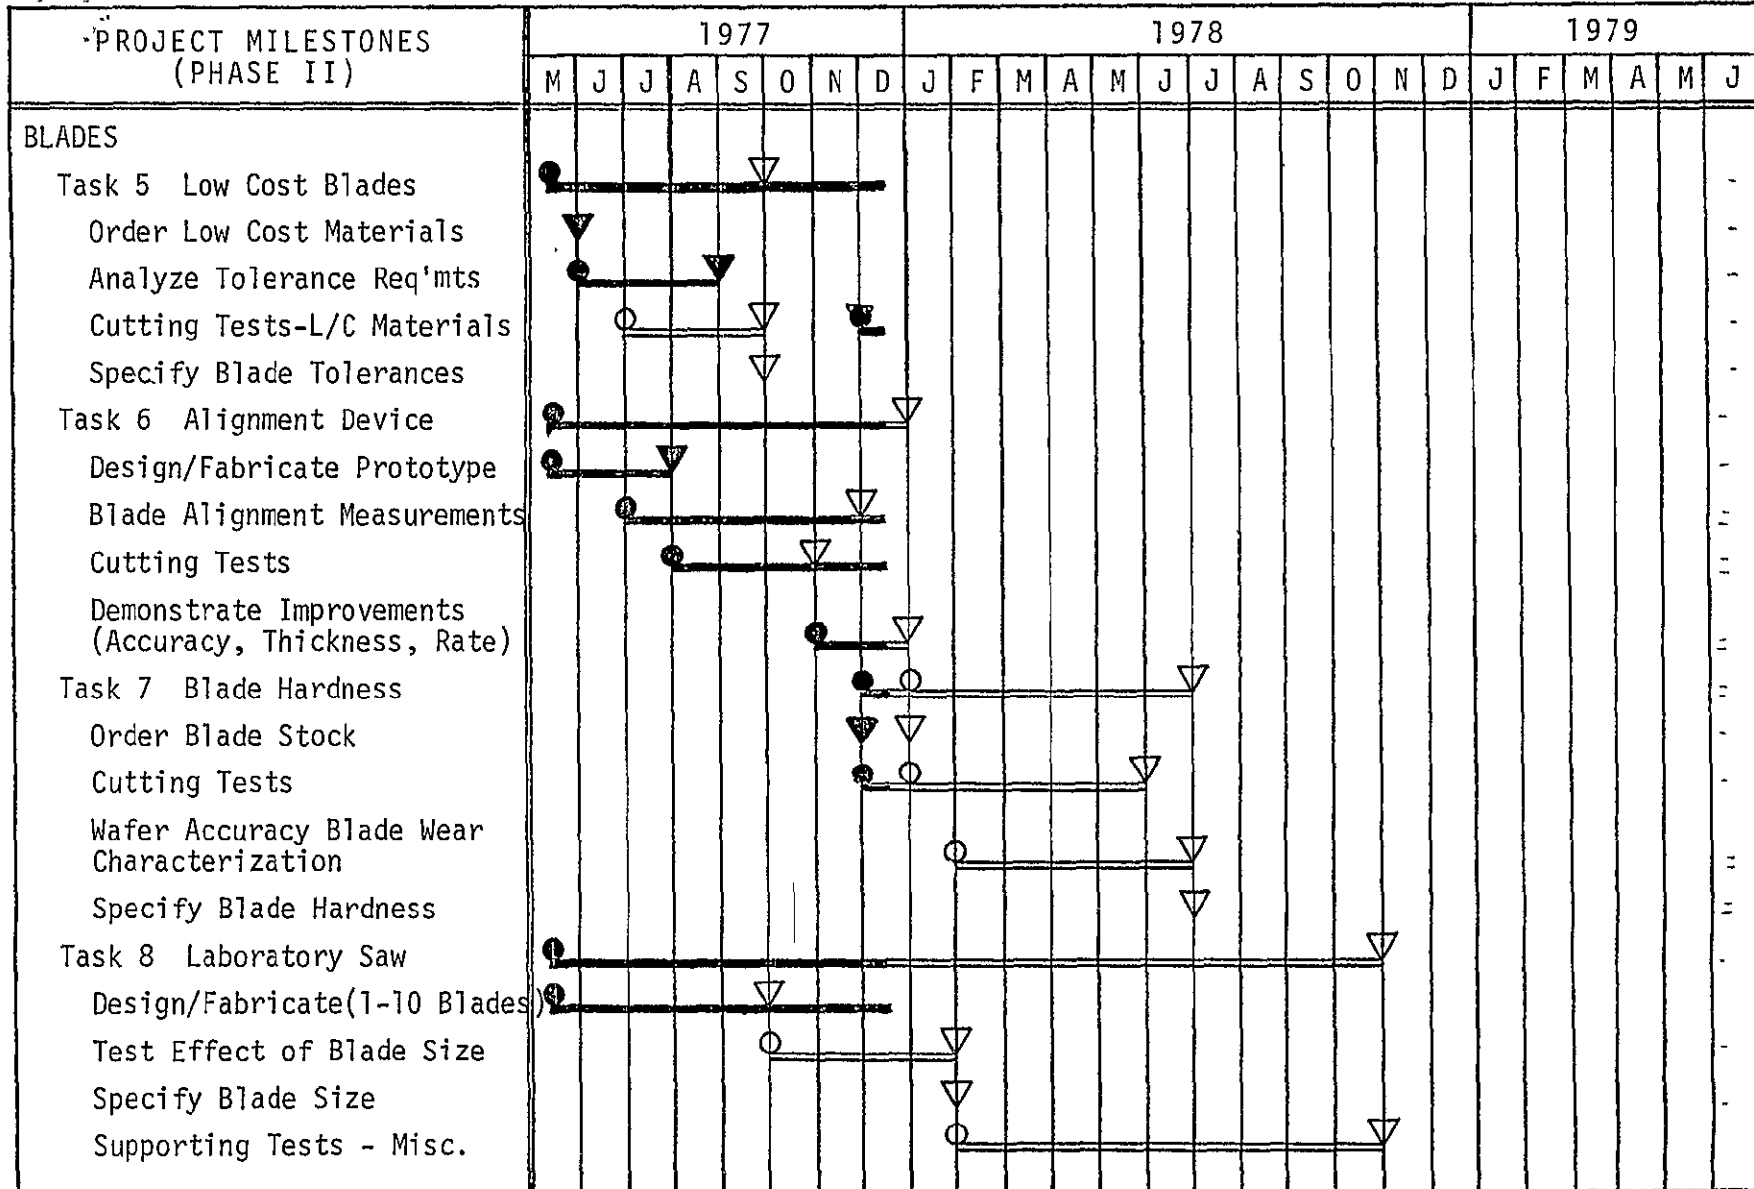 PROJECT MILESTONES
(PHASE II)
1977 1978 1979
M J J A S O N D J F M A M J J A S O N D J F M A M J
BLADES
Task 5 Low Cost Blades
Order Low Cost Materials
Analyze Tolerance Req'mts
Cutting Tests-L/C Materials
Specify Blade Tolerances
Task 6 Alignment Device
Design/Fabricate Prototype
Blade Alignment Measurements
Cutting Tests
Demonstrate Improvements
(Accuracy, Thickness, Rate)
Task 7 Blade Hardness
Order Blade Stock
Cutting Tests
Wafer Accuracy Blade Wear
Characterization
Specify Blade Hardness
Task 8 Laboratory Saw
Design/Fabricate(1-10 Blades)
Test Effect of Blade Size
Specify Blade Size
Supporting Tests - Misc.